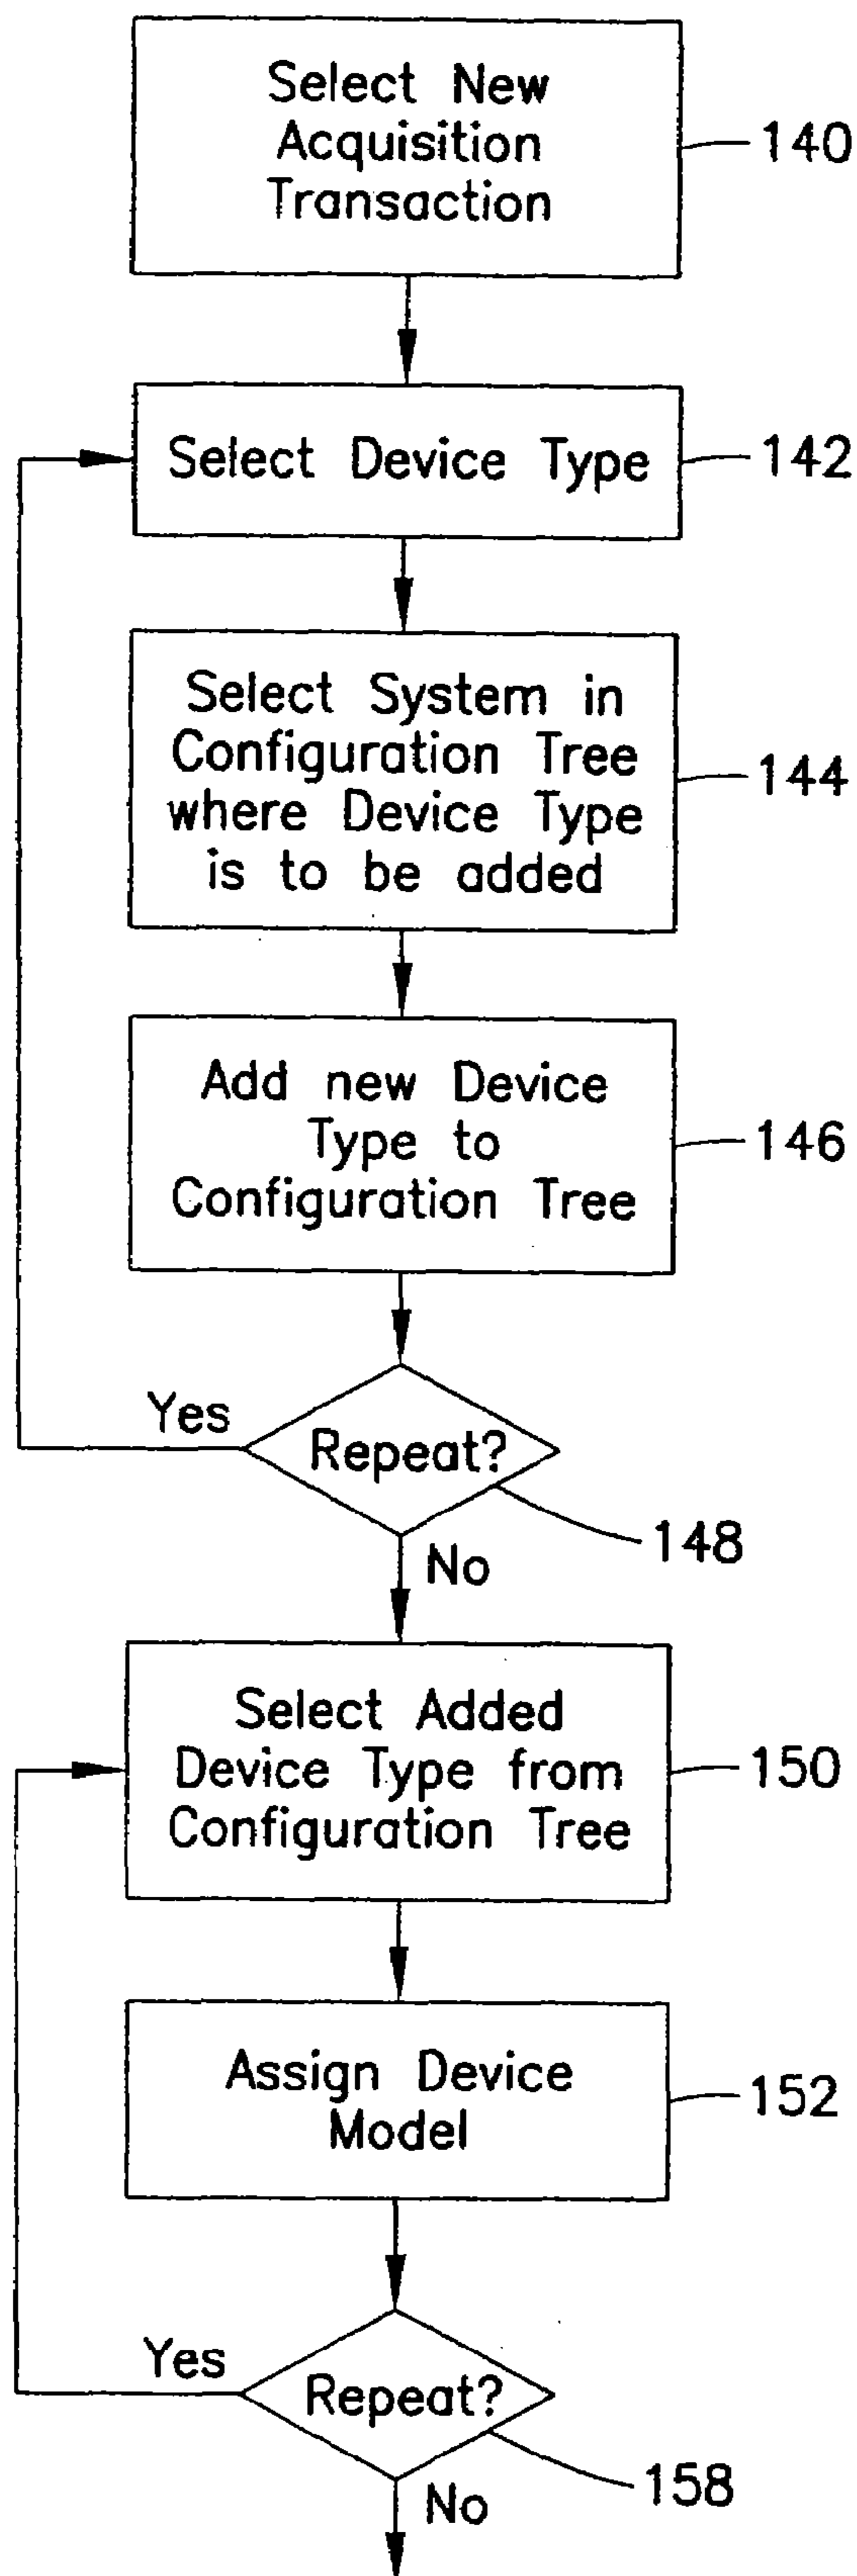 Select New
Acquisition
Transaction
140
Select Device Type
142
Select System in
Configuration Tree
where Device Type
is to be added
144
Add new Device
Type to
Configuration Tree
146
Yes
Repeat?
148
No
Select Added
Device Type from
Configuration Tree
150
Assign Device
Model
152
Yes
Repeat?
158
No